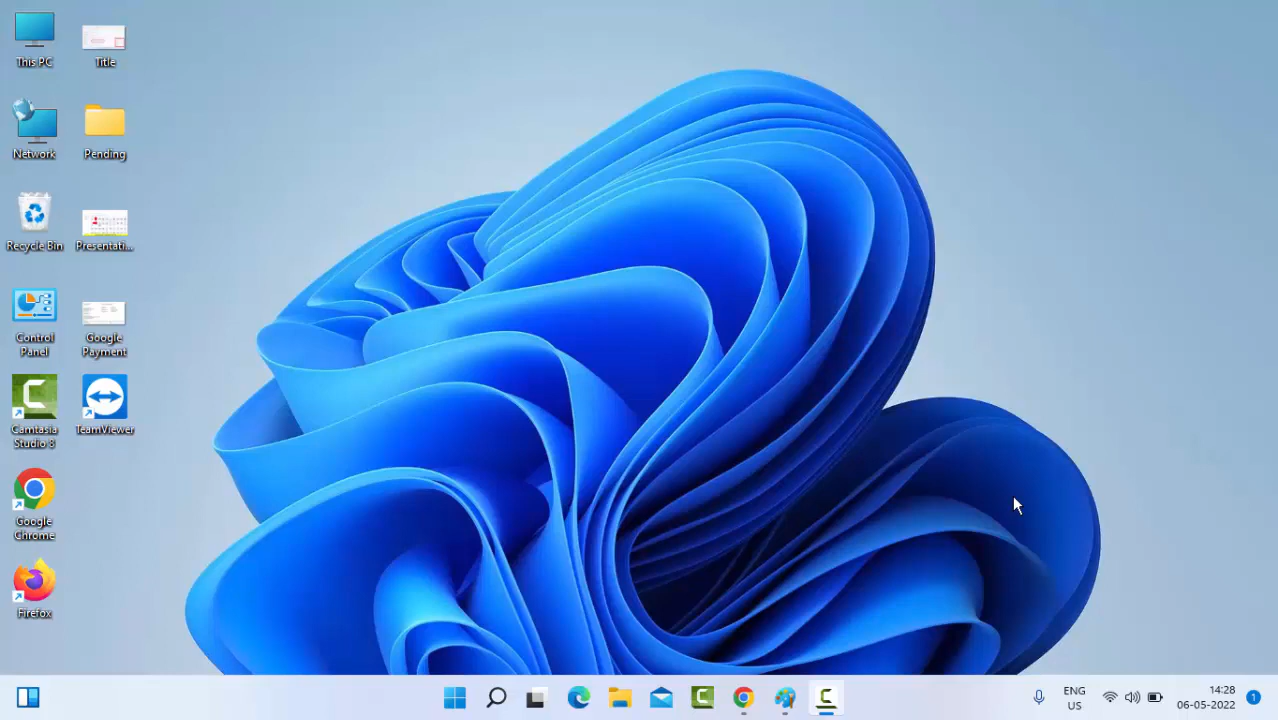 This PC
Title
Network
Pending
Recycle Bin
Presentati...
Control
Panel
Google
Payment
Camtasia
Studio 8
TeamViewer
Google
Chrome
Firefox
ENG
US
14:28
06-05-2022
1